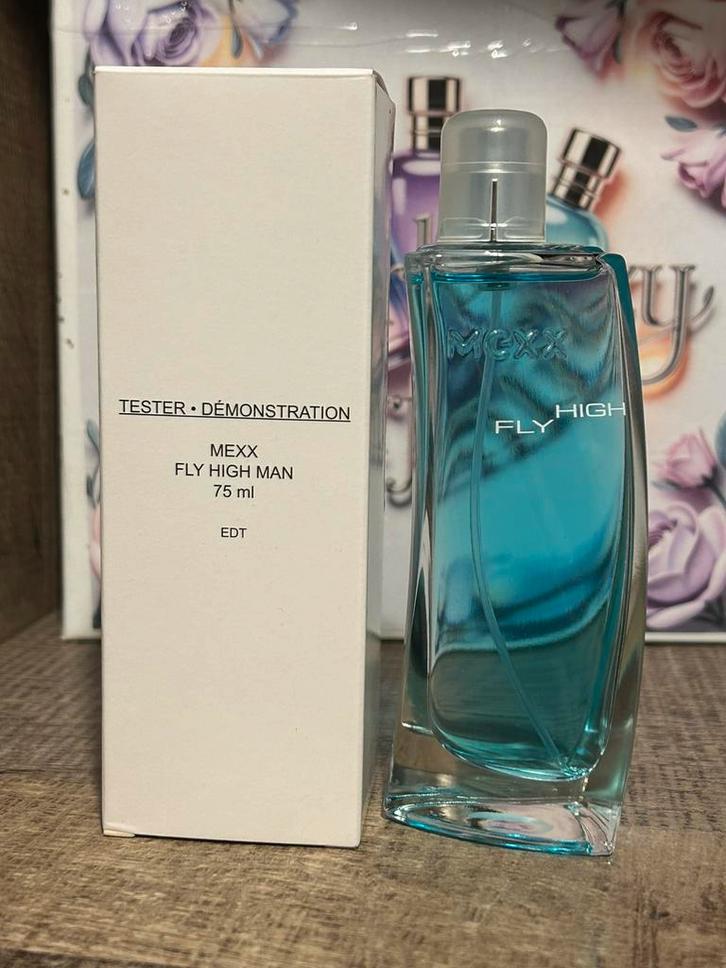 TESTER • DÉMONSTRATION
MEXX
FLY HIGH MAN
75 ml
EDT
MEXX
FLY HIGH